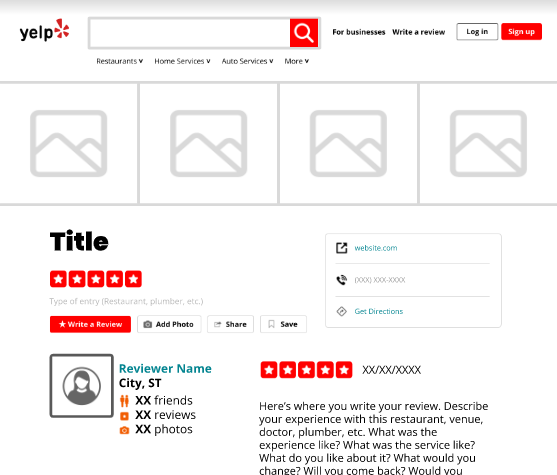 yelp
For businesses Write a review Log in Sign up
Restaurants Home Services Auto Services More
Title
Type of entry (Restaurant, plumber, etc.)
Write a Review Add Photo Share Save
website.com
(XXX) XXX-XXXX
Get Directions
Reviewer Name
City, ST
XX friends
XX reviews
XX photos
XX/XX/XXXX
Here's where you write your review. Describe
your experience with this restaurant, venue,
doctor, plumber, etc. What was the
experience like? What was the service like?
What do you like about it? What would you
change? Will you come back? Would you